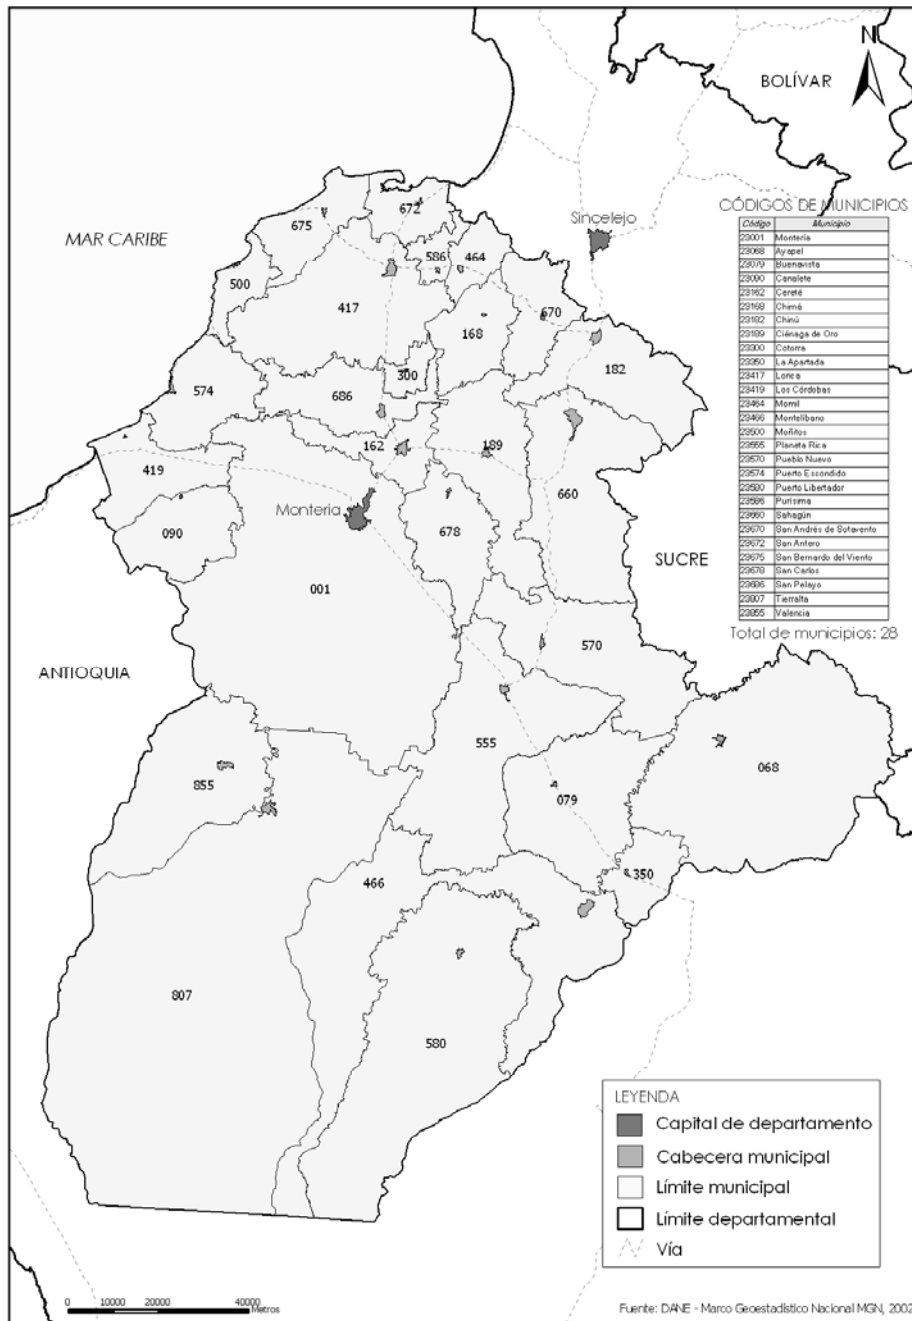 N
BOLÍVAR
CÓDIGOS DE MUNICIPIOS
Código Municipio
23001 Montería
23068 Ayapel
23079 Buenavista
23090 Canalete
23162 Cereté
23168 Chimá
23182 Chinú
23189 Ciénaga de Oro
23300 Cotorra
23350 La Apartada
23417 Lorica
23419 Los Córdobas
23464 Momil
23466 Montelíbano
23500 Moñitos
23555 Planeta Rica
23570 Pueblo Nuevo
23574 Puerto Escondido
23580 Puerto Libertador
23586 Purísima
23660 Sahagún
23670 San Andrés de Sotavento
23672 San Antero
23675 San Bernardo del Viento
23678 San Carlos
23686 San Pelayo
23807 Tierralta
23855 Valencia
Total de municipios: 28
MAR CARIBE
Sincelejo
672
675
586
464
500
417
670
168
182
300
574
686
162
189
419
660
Montería
090
678
SUCRE
001
570
ANTIOQUIA
555
068
855
079
350
466
807
580
LEYENDA
Capital de departamento
Cabecera municipal
Límite municipal
Límite departamental
Vía
0 10000 20000 40000
Metros
Fuente: DANE - Marco Geoestadístico Nacional MGN, 2002